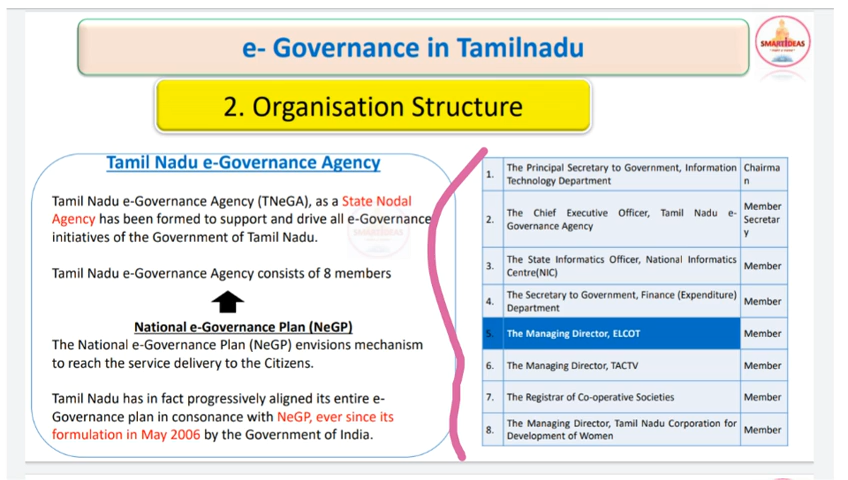 e- Governance in Tamilnadu
SMARTIDEAS
2. Organisation Structure
Tamil Nadu e-Governance Agency
Tamil Nadu e-Governance Agency (TNeGA), as a State Nodal
Agency has been formed to support and drive all e-Governance
initiatives of the Government of Tamil Nadu.
Tamil Nadu e-Governance Agency consists of 8 members
National e-Governance Plan (NeGP)
The National e-Governance Plan (NeGP) envisions mechanism
to reach the service delivery to the Citizens.
Tamil Nadu has in fact progressively aligned its entire e-
Governance plan in consonance with NeGP, ever since its
formulation in May 2006 by the Government of India.
1. The Principal Secretary to Government, Information Chairma
Technology Department n
2. The Chief Executive Officer, Tamil Nadu e- Member
Governance Agency Secretar
y
3. The State Informatics Officer, National Informatics Member
Centre(NIC)
4. The Secretary to Government, Finance (Expenditure) Member
Department
5. The Managing Director, ELCOT Member
6. The Managing Director, TACTV Member
7. The Registrar of Co-operative Societies Member
8. The Managing Director, Tamil Nadu Corporation for Member
Development of Women